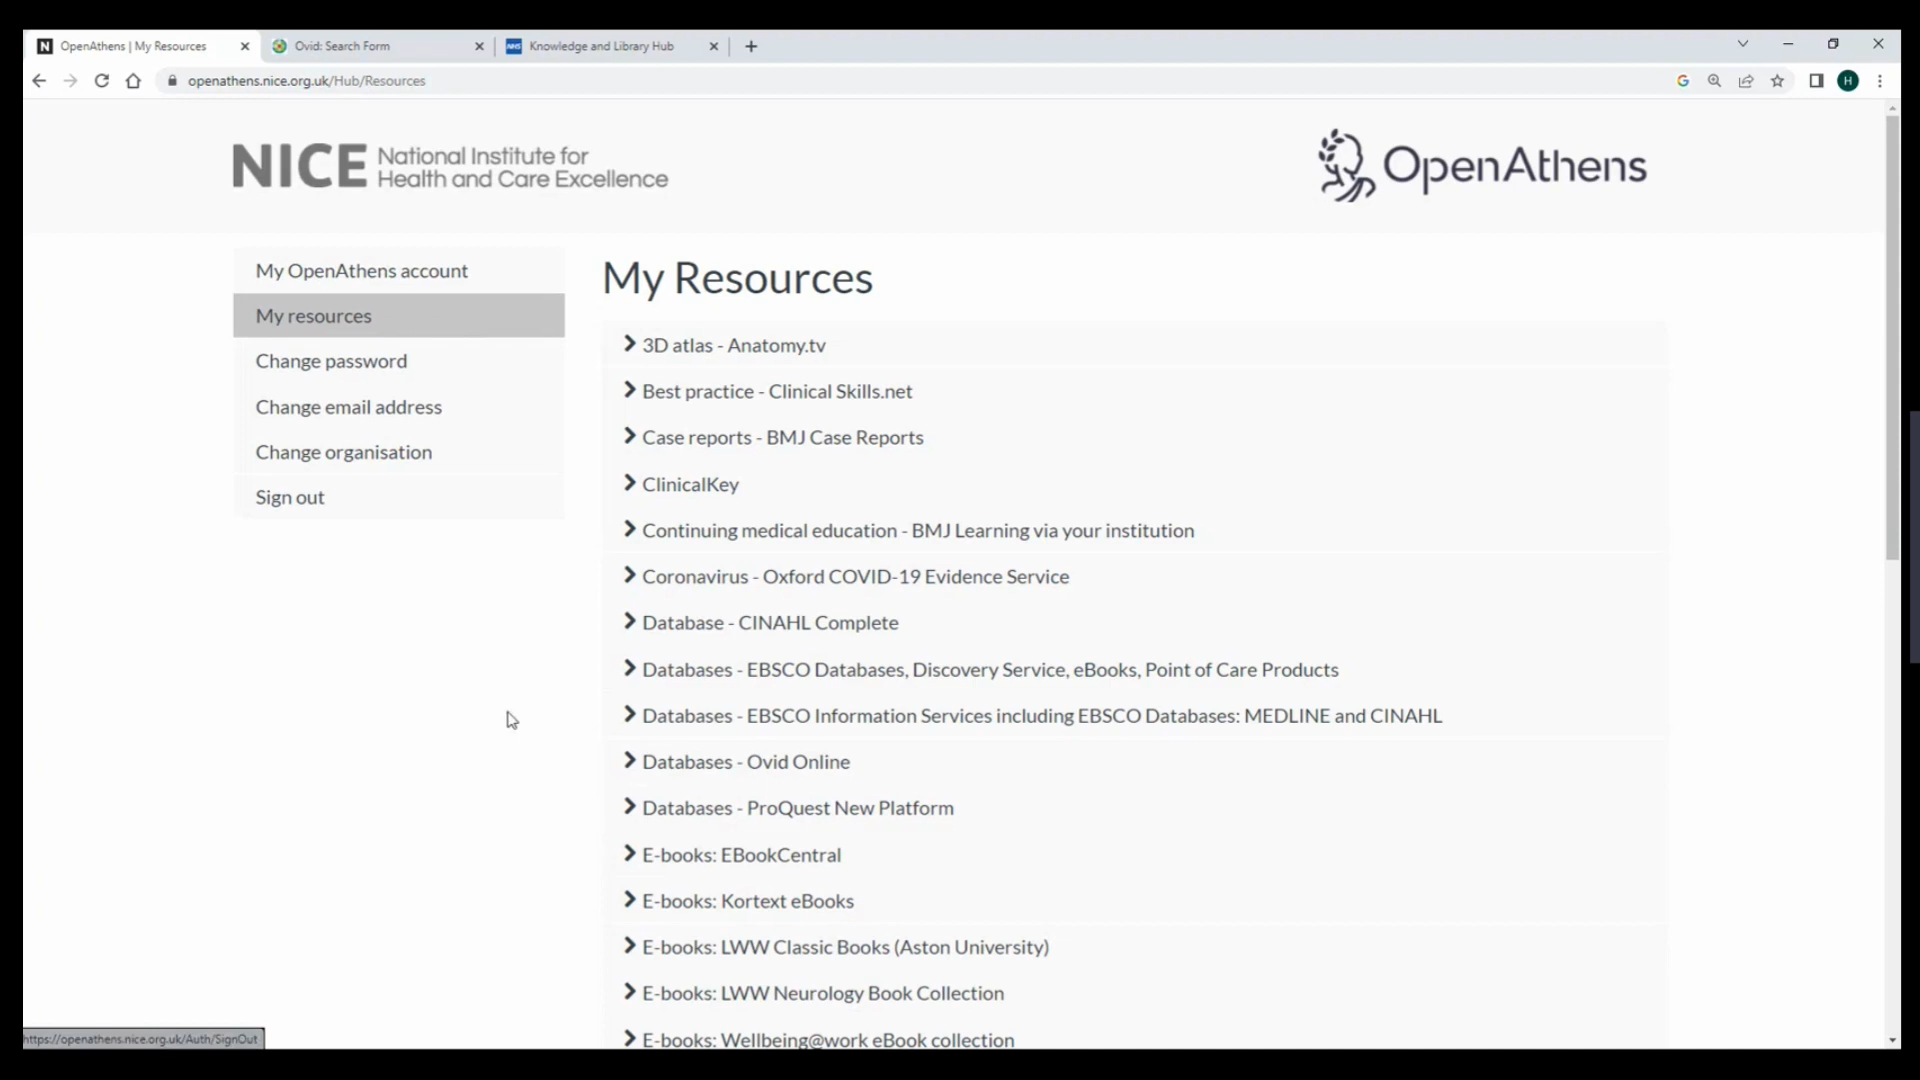 OpenAthens | My Resources
Ovid: Search Form
NHS Knowledge and Library Hub
openathens.nice.org.uk/Hub/Resources
H
NICE National Institute for
Health and Care Excellence
OpenAthens
My OpenAthens account
My resources
Change password
Change email address
Change organisation
Sign out
My Resources
3D atlas - Anatomy.tv
Best practice - Clinical Skills.net
Case reports - BMJ Case Reports
ClinicalKey
Continuing medical education - BMJ Learning via your institution
Coronavirus - Oxford COVID-19 Evidence Service
Database - CINAHL Complete
Databases - EBSCO Databases, Discovery Service, eBooks, Point of Care Products
Databases - EBSCO Information Services including EBSCO Databases: MEDLINE and CINAHL
Databases - Ovid Online
Databases - ProQuest New Platform
E-books: EBookCentral
E-books: Kortext eBooks
E-books: LWW Classic Books (Aston University)
E-books: LWW Neurology Book Collection
E-books: Wellbeing@work eBook collection
https://openathens.nice.org.uk/Auth/SignOut